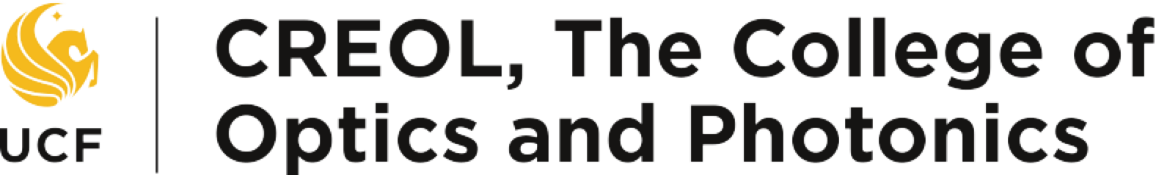 UCF
CREOL, The College of
Optics and Photonics